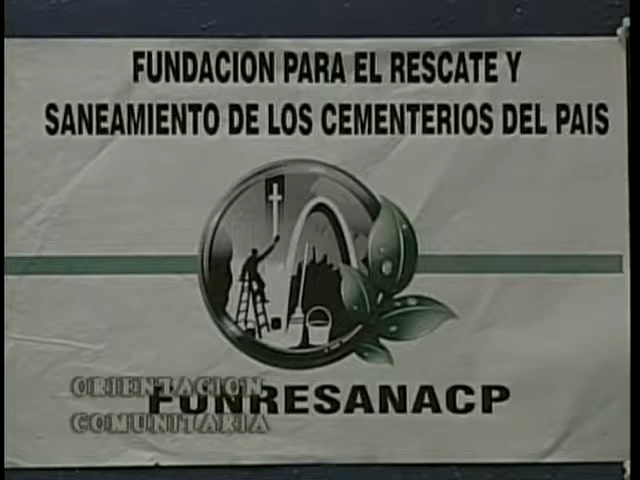 FUNDACION PARA EL RESCATE Y
SANEAMIENTO DE LOS CEMENTERIOS DEL PAIS
FUNRESANACP
ORIENTACION
COMUNITARIA